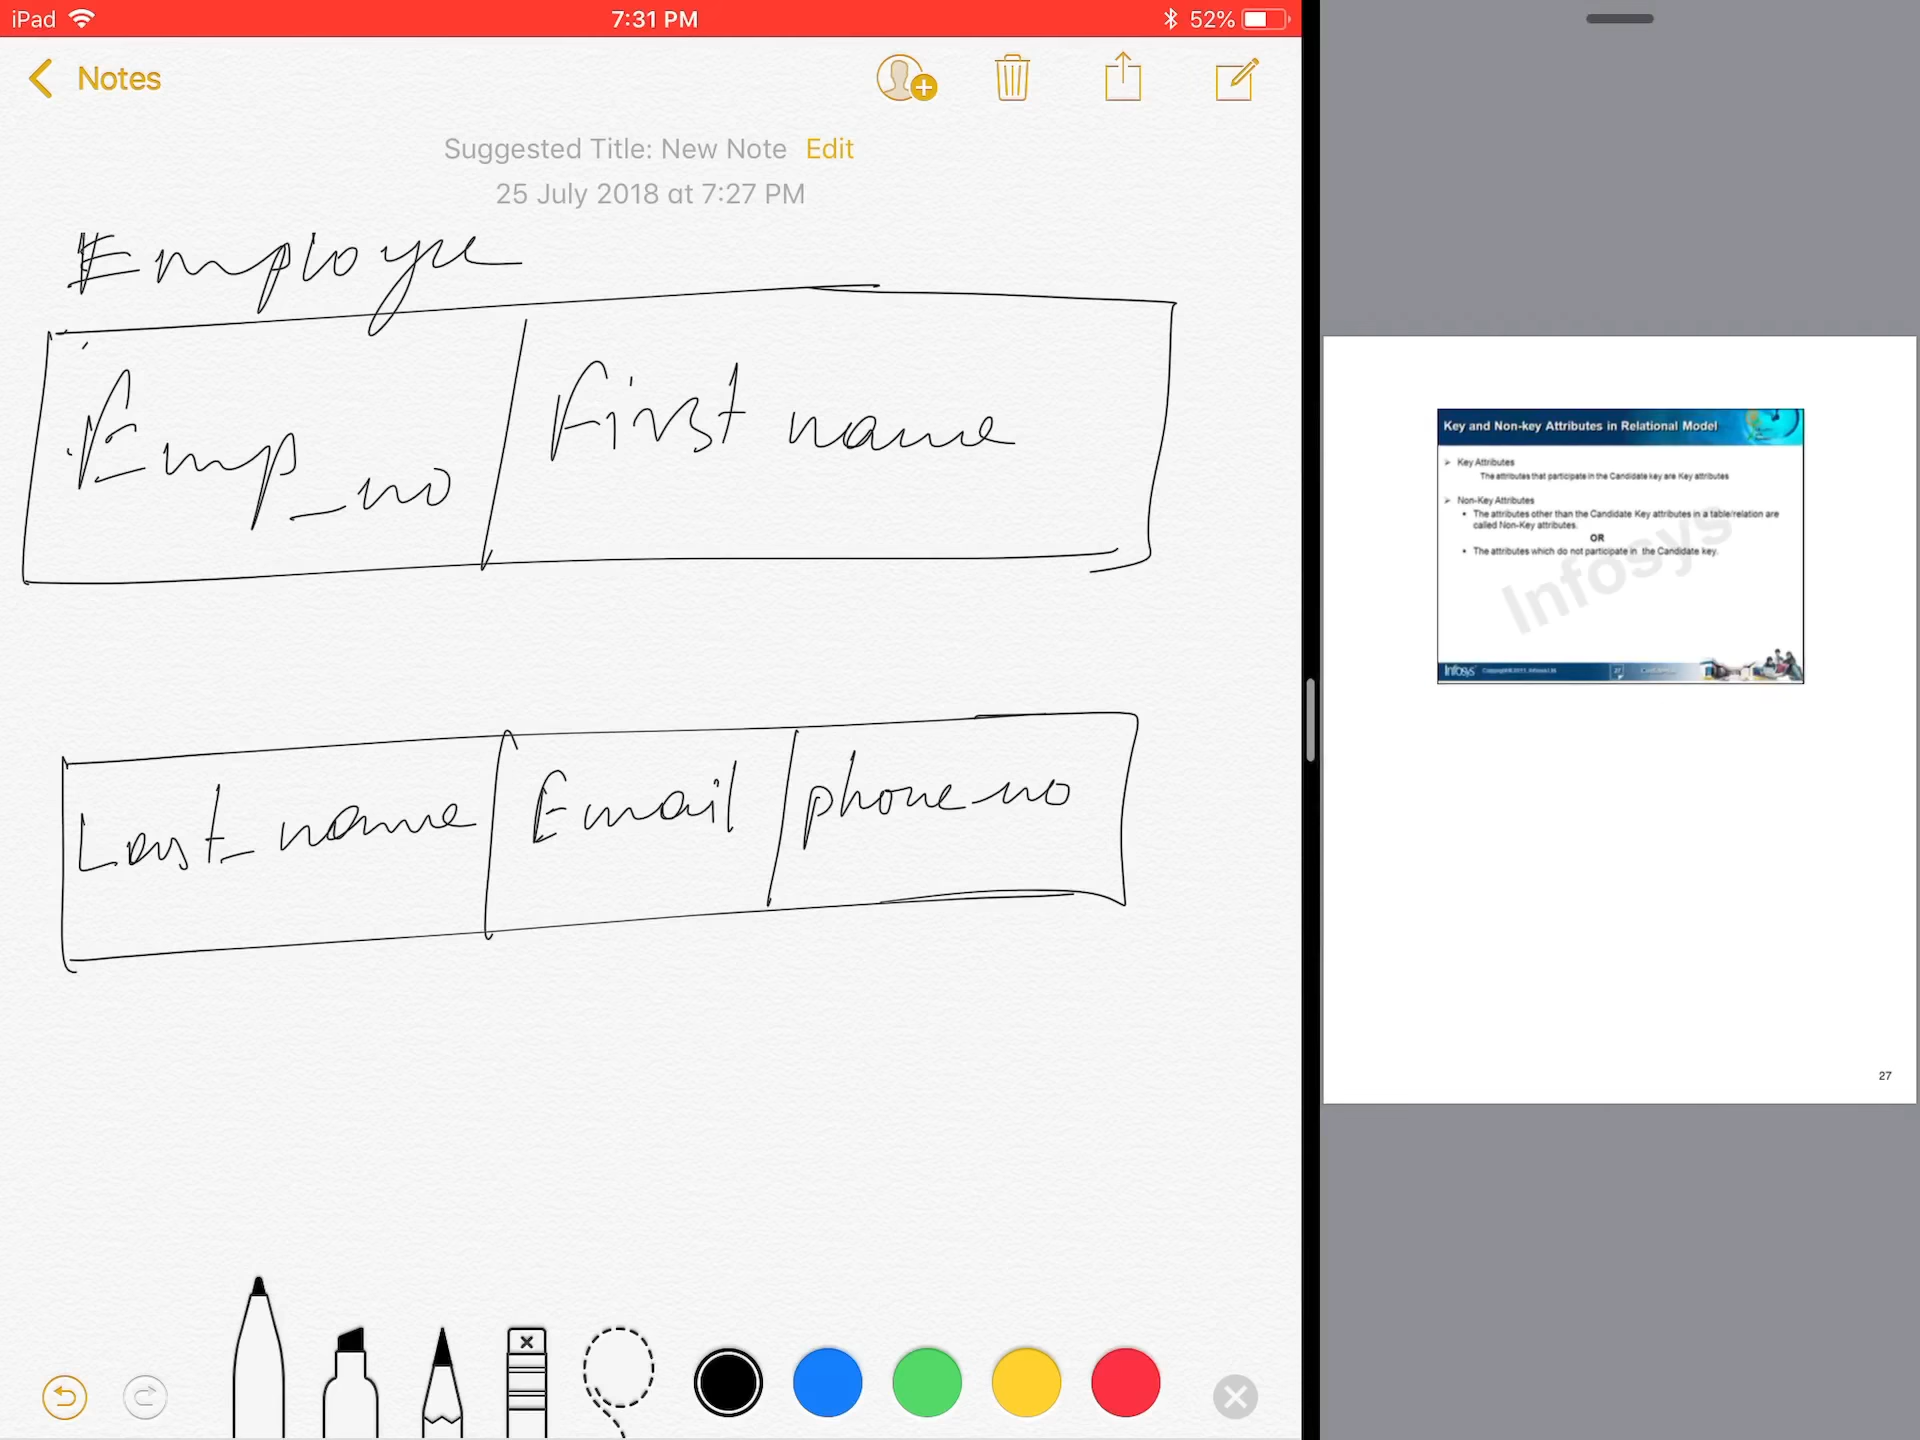 iPad 7:31 PM 52%
Notes
Suggested Title: New Note Edit
25 July 2018 at 7:27 PM
Employee
Emp_no First name
Last_name Email phone_no
Key and Non-key Attributes in Relational Model
Key Attributes
The attributes that participate in the Candidate key are Key attributes
Non-Key Attributes
The attributes other than the Candidate Key attributes in a table/relation are
called Non-Key attributes.
OR
The attributes which do not participate in the Candidate key.
Infosys
Infosys 27
27